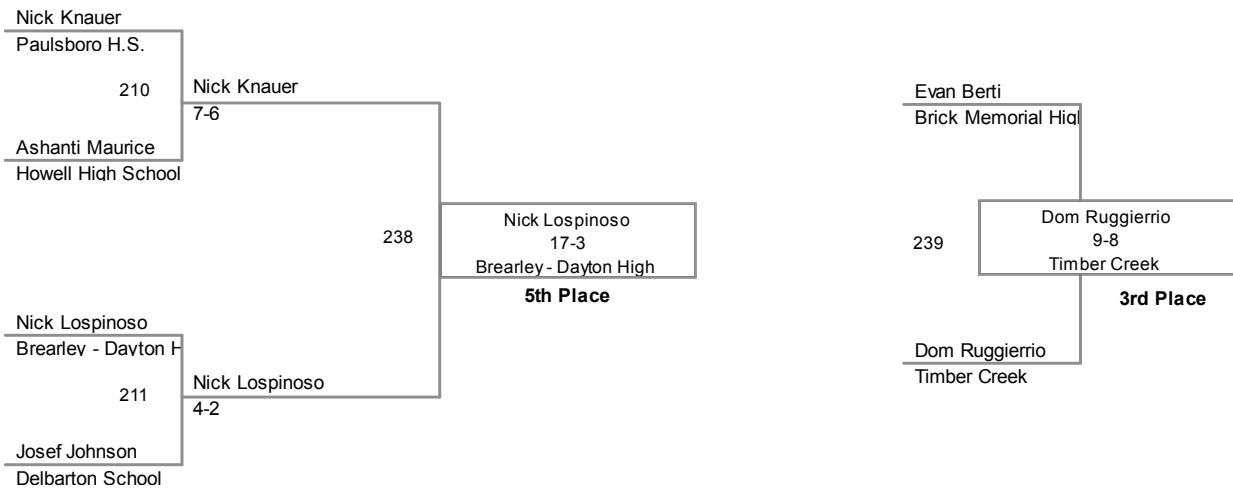 Nick Knauer
Paulsboro H.S.
210
Nick Knauer
7-6
Ashanti Maurice
Howell High School
238
Nick Lospinoso
17-3
Brearley - Dayton High
5th Place
Nick Lospinoso
Brearley - Dayton H
211
Nick Lospinoso
4-2
Josef Johnson
Delbarton School
Evan Berti
Brick Memorial Hig
239
Dom Ruggierrio
9-8
Timber Creek
3rd Place
Dom Ruggierrio
Timber Creek